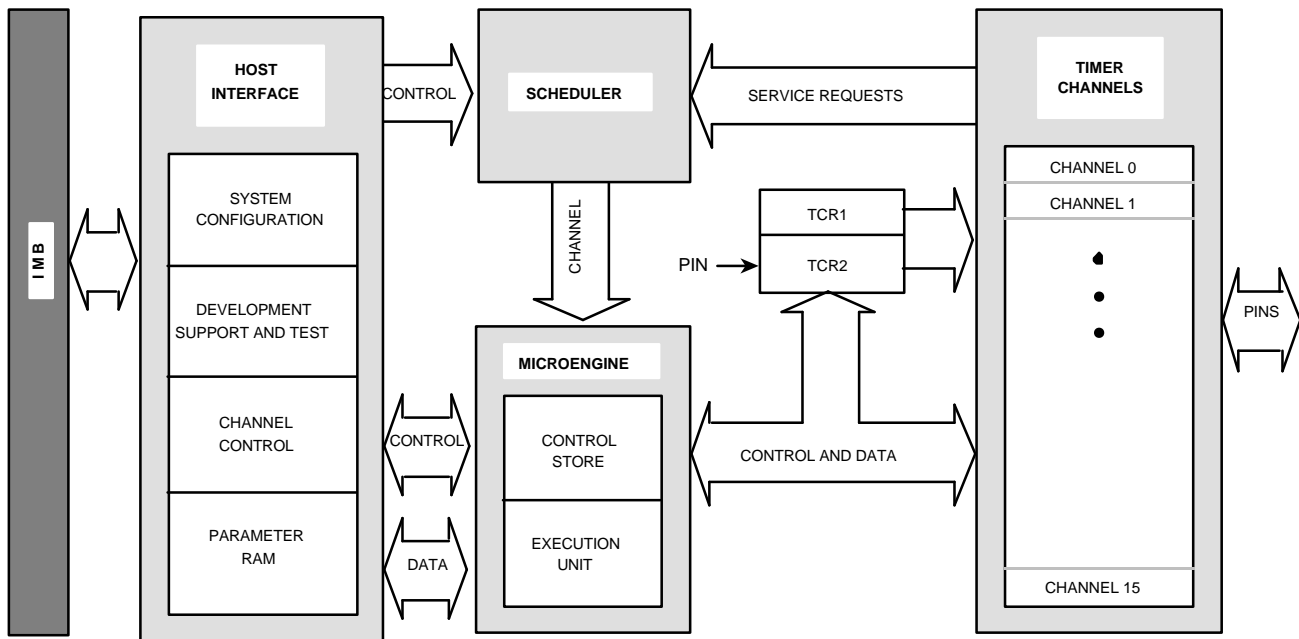 IMB
HOST
INTERFACE
SYSTEM
CONFIGURATION
DEVELOPMENT
SUPPORT AND TEST
CHANNEL
CONTROL
PARAMETER
RAM
CONTROL
SCHEDULER
SERVICE REQUESTS
CHANNEL
TCR1
PIN
TCR2
MICROENGINE
CONTROL
STORE
EXECUTION
UNIT
CONTROL
DATA
CONTROL AND DATA
TIMER
CHANNELS
CHANNEL 0
CHANNEL 1
CHANNEL 15
PINS